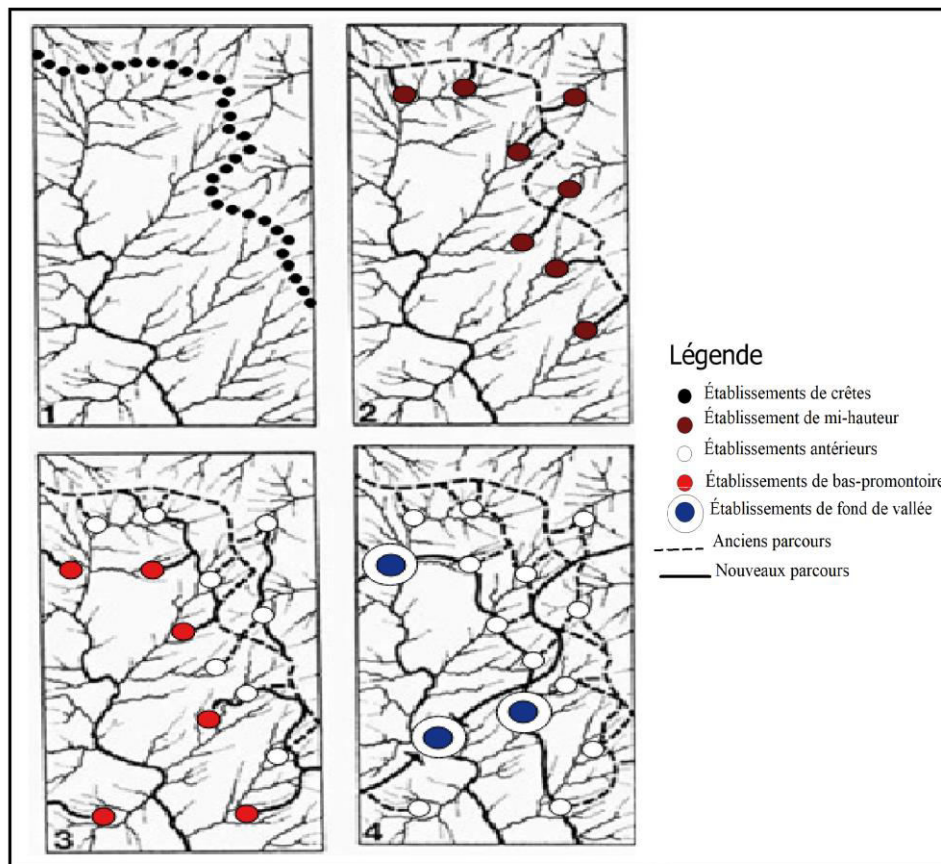 1
2
Légende
Établissements de crêtes
Établissement de mi-hauteur
Établissements antérieurs
Établissements de bas-promontoire
Établissements de fond de vallée
Anciens parcours
Nouveaux parcours
3
4